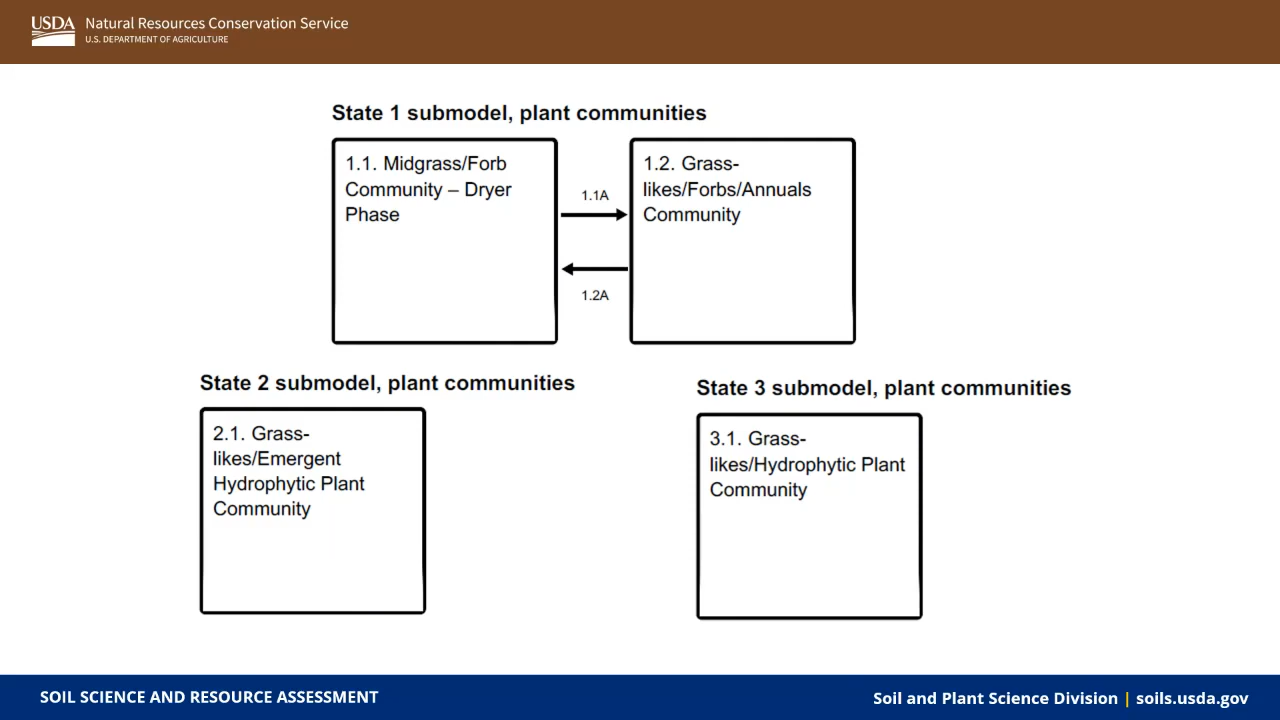 USDA
Natural Resources Conservation Service
U.S. DEPARTMENT OF AGRICULTURE
State 1 submodel, plant communities
1.1. Midgrass/Forb
Community – Dryer
Phase
1.1A
1.2A
1.2. Grass-
likes/Forbs/Annuals
Community
State 2 submodel, plant communities
2.1. Grass-
likes/Emergent
Hydrophytic Plant
Community
State 3 submodel, plant communities
3.1. Grass-
likes/Hydrophytic Plant
Community
SOIL SCIENCE AND RESOURCE ASSESSMENT
Soil and Plant Science Division | soils.usda.gov